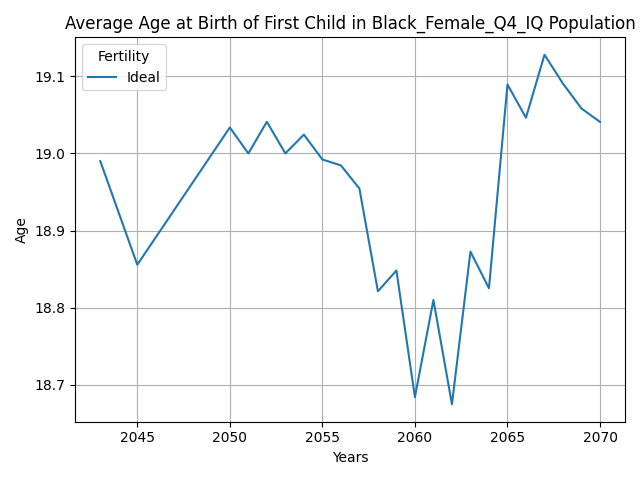 Average Age at Birth of First Child in Black_Female_Q4_IQ Population
Fertility
Ideal
19.1
19.0
18.9
18.8
18.7
Age
2045 2050 2055 2060 2065 2070
Years